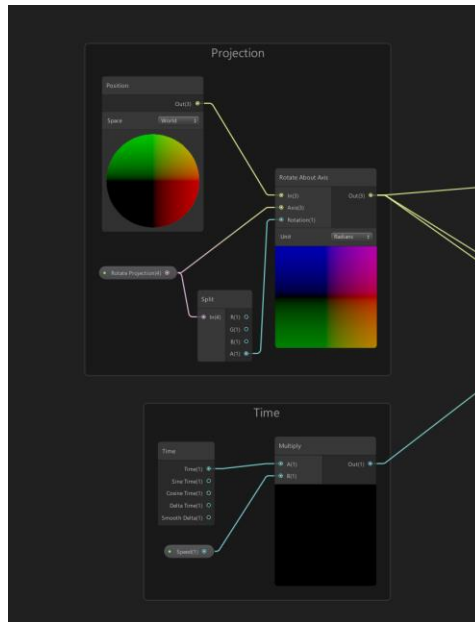 Projection
Position
Out(3)
Space World
Rotate About Axis
In(3) Out(3)
Axis(3)
Rotation(1)
Unit Radians
Rotate Projection(4)
Split
In(4) R(1)
G(1)
B(1)
A(1)
Time
Time
Time(1)
Sine Time(1)
Cosine Time(1)
Delta Time(1)
Smooth Delta(1)
Multiply
A(1) Out(1)
B(1)
Speed(1)